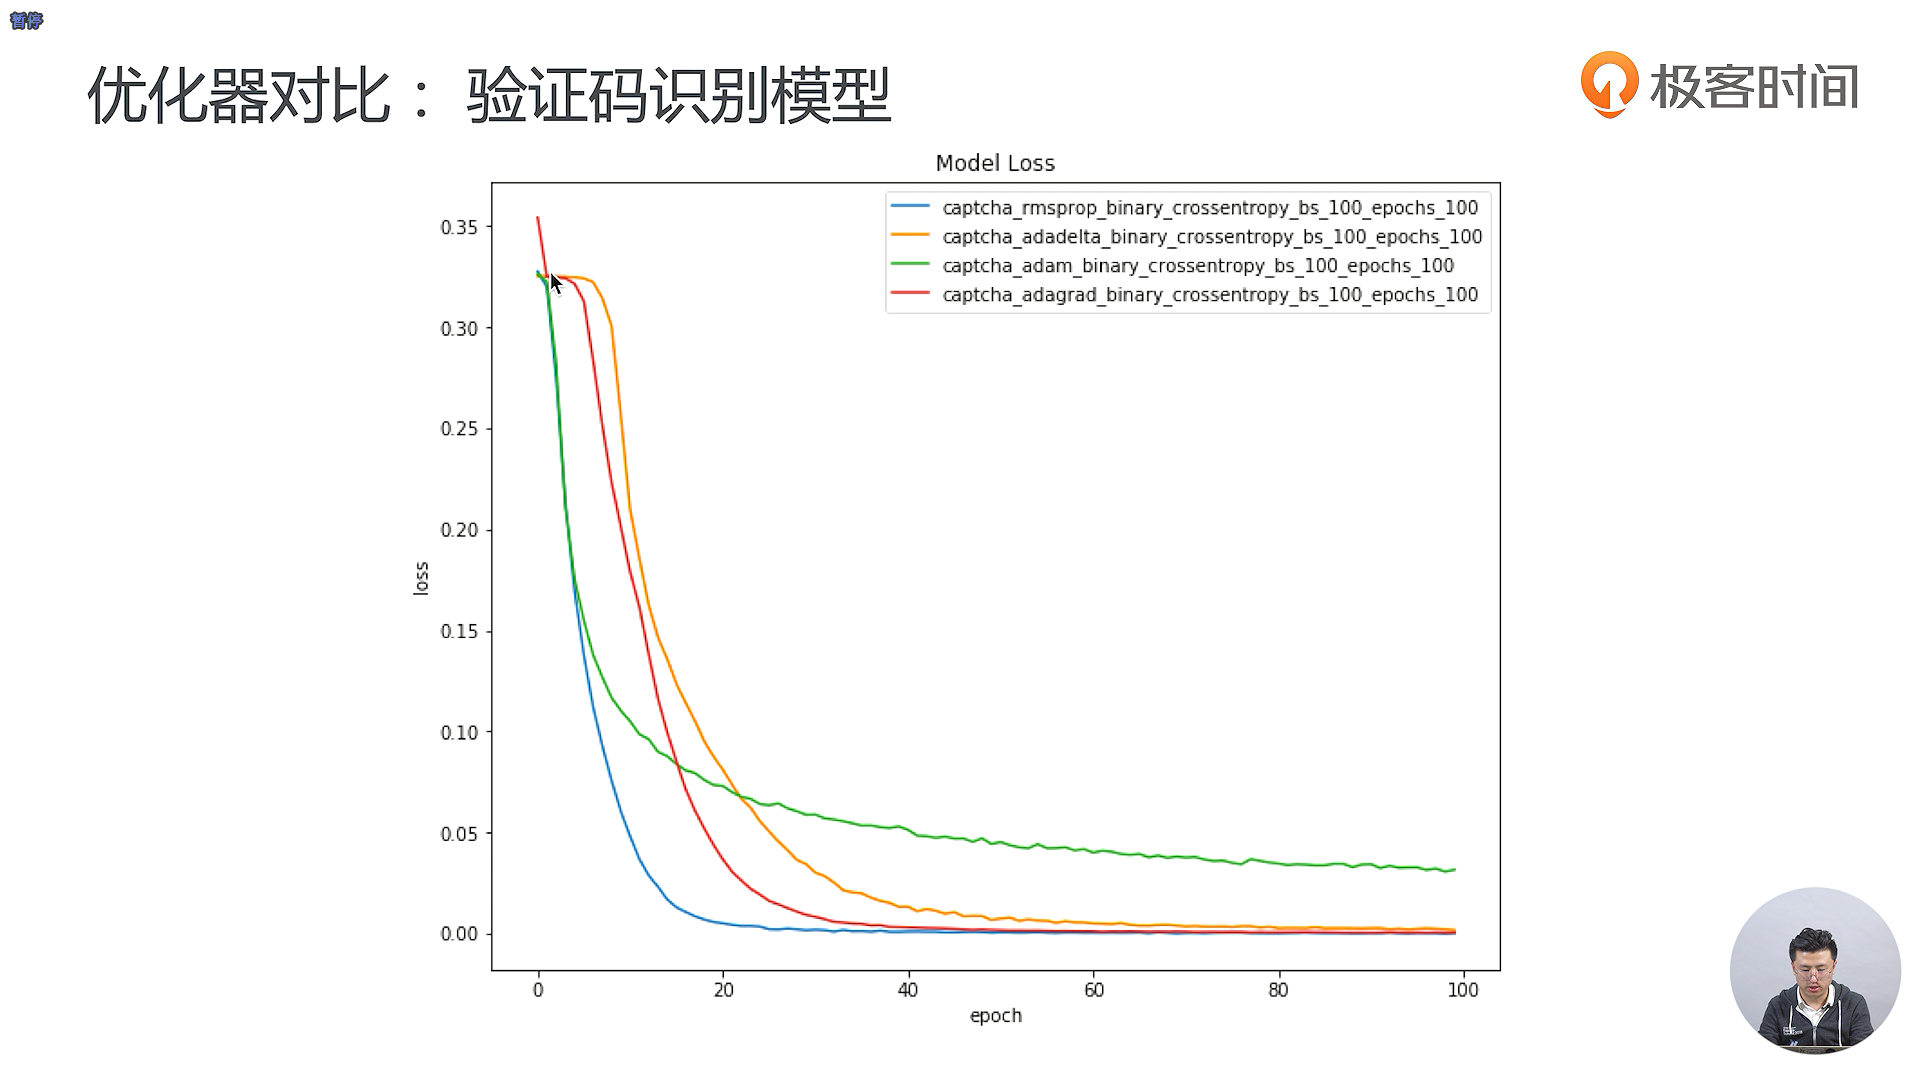 暂停
优化器对比：验证码识别模型
极客时间
Model Loss
captcha_rmsprop_binary_crossentropy_bs_100_epochs_100
captcha_adadelta_binary_crossentropy_bs_100_epochs_100
captcha_adam_binary_crossentropy_bs_100_epochs_100
captcha_adagrad_binary_crossentropy_bs_100_epochs_100
0.35
0.30
0.25
0.20
0.15
0.10
0.05
0.00
loss
0 20 40 60 80 100
epoch